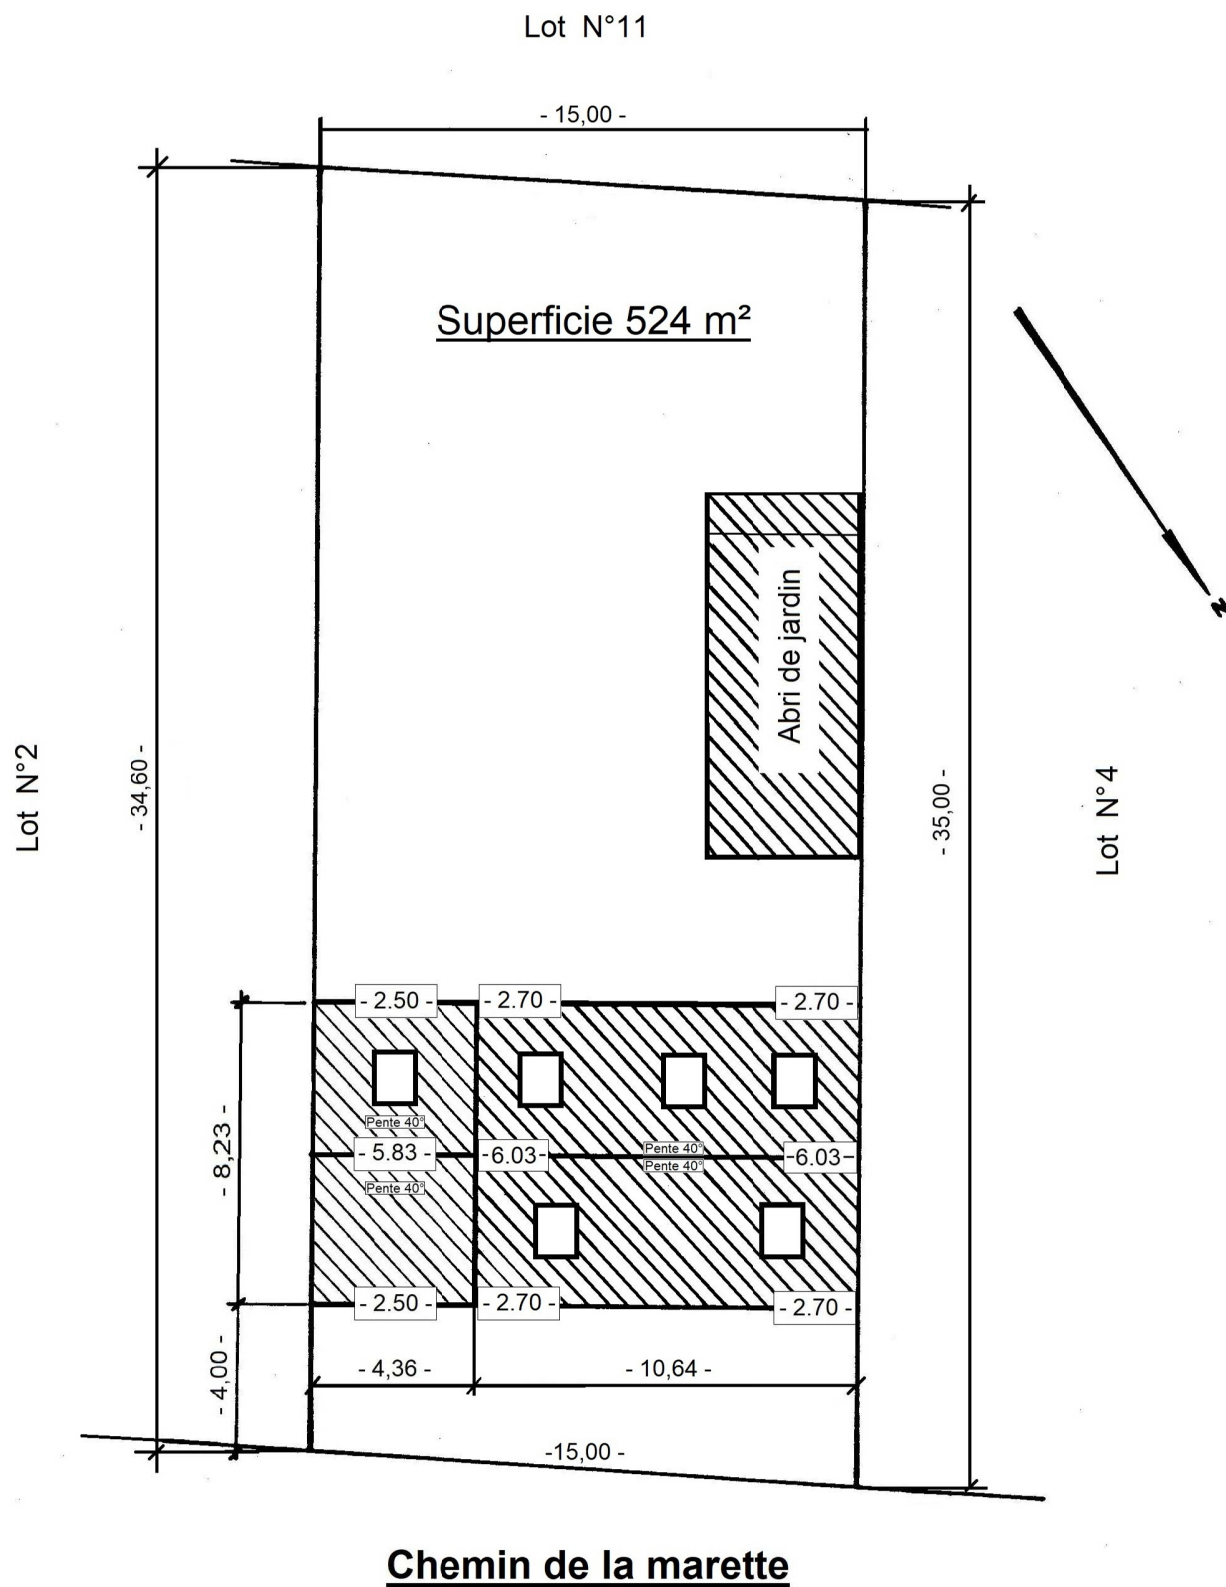 Lot N°11
- 15,00 -
Superficie 524 m²
N
Abri de jardin
Lot N°2
- 34,60 -
- 35,00 -
Lot N°4
- 2.50 -
- 2.70 -
- 2.70 -
- 8,23 -
Pente 40°
- 5.83 -
-6.03-
Pente 40°
-6.03-
Pente 40°
Pente 40°
- 2.50 -
- 2.70 -
- 2.70 -
- 4,00 -
- 4,36 -
- 10,64 -
-15,00 -
Chemin de la marette